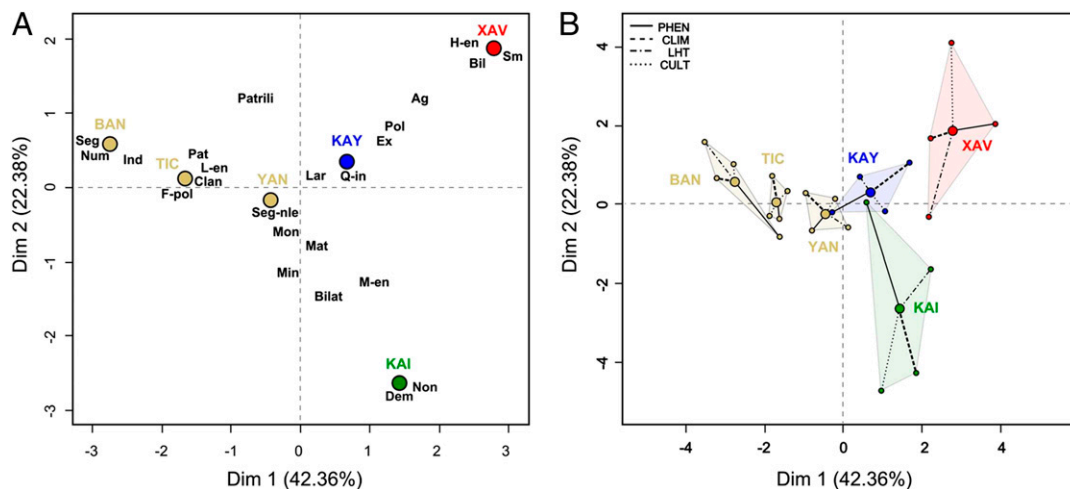 A
XAV
H-en
Sm
Bil
Patrili
Ag
BAN
Pol
Seg
Ex
KAY
Num
Pat
Ind
TIC
L-en
Lar
Q-in
Clan
F-pol
YAN
Seg-nle
Mon
Mat
Min
M-en
Bilat
KAI
Non
Dem
2
1
0
-1
-2
-3
-3
-2
-1
0
1
2
3
Dim 2 (22.38%)
Dim 1 (42.36%)
B
PHEN
CLIM
LHT
CULT
XAV
BAN
TIC
KAY
YAN
KAI
4
2
0
-2
-4
-4
-2
0
2
4
Dim 2 (22.38%)
Dim 1 (42.36%)